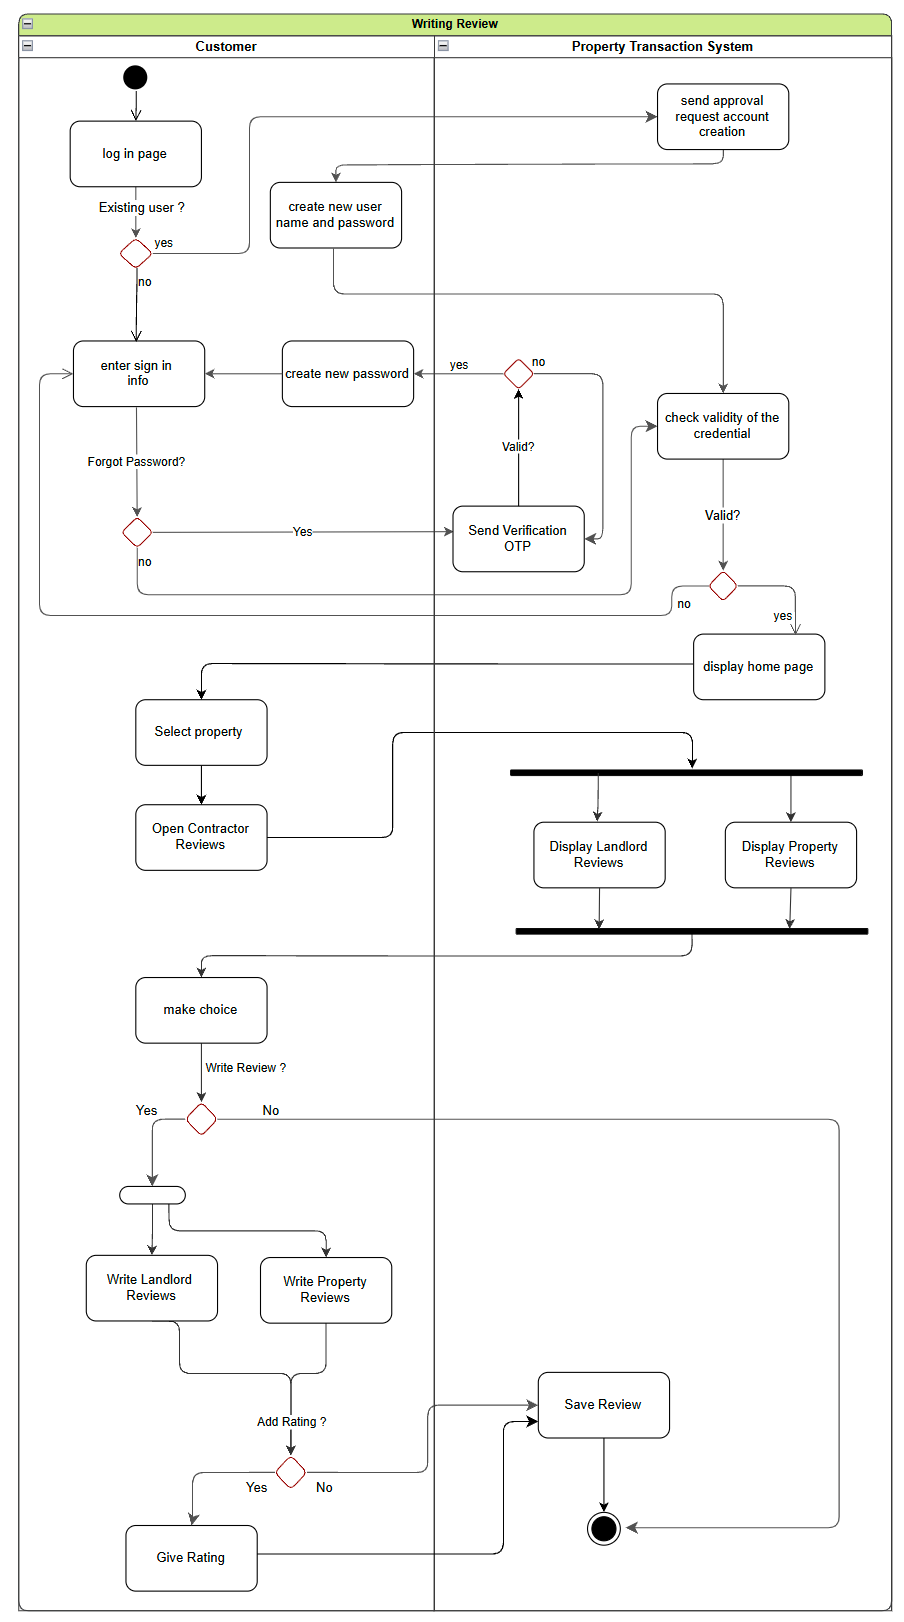 Writing Review
Customer
Property Transaction System
send approval
request account
creation
log in page
create new user
name and password
Existing user ?
yes
no
enter sign in
info
create new password
yes
no
check validity of the
credential
Valid?
Forgot Password?
Valid?
Yes
Send Verification
OTP
no
no
yes
display home page
Select property
Open Contractor
Reviews
Display Landlord
Reviews
Display Property
Reviews
make choice
Write Review ?
Yes
No
Write Landlord
Reviews
Write Property
Reviews
Add Rating ?
Save Review
Yes
No
Give Rating